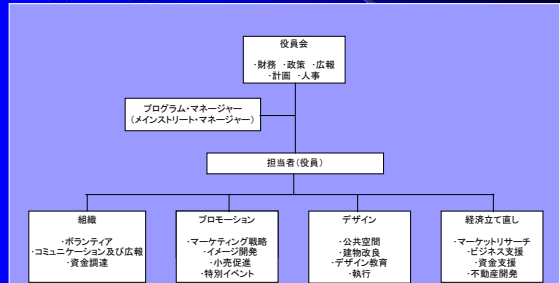 役員会
・財務 ・政策 ・広報
・計画 ・人事
プログラム・マネージャー
(メインストリート・マネージャー)
担当者(役員)
組織
・ボランティア
・コミュニケーション及び広報
・資金調達
プロモーション
・マーケティング戦略
・イメージ開発
・小売促進
・特別イベント
デザイン
・公共空間
・建物改良
・デザイン教育
・執行
経済立て直し
・マーケットリサーチ
・ビジネス支援
・資金支援
・不動産開発